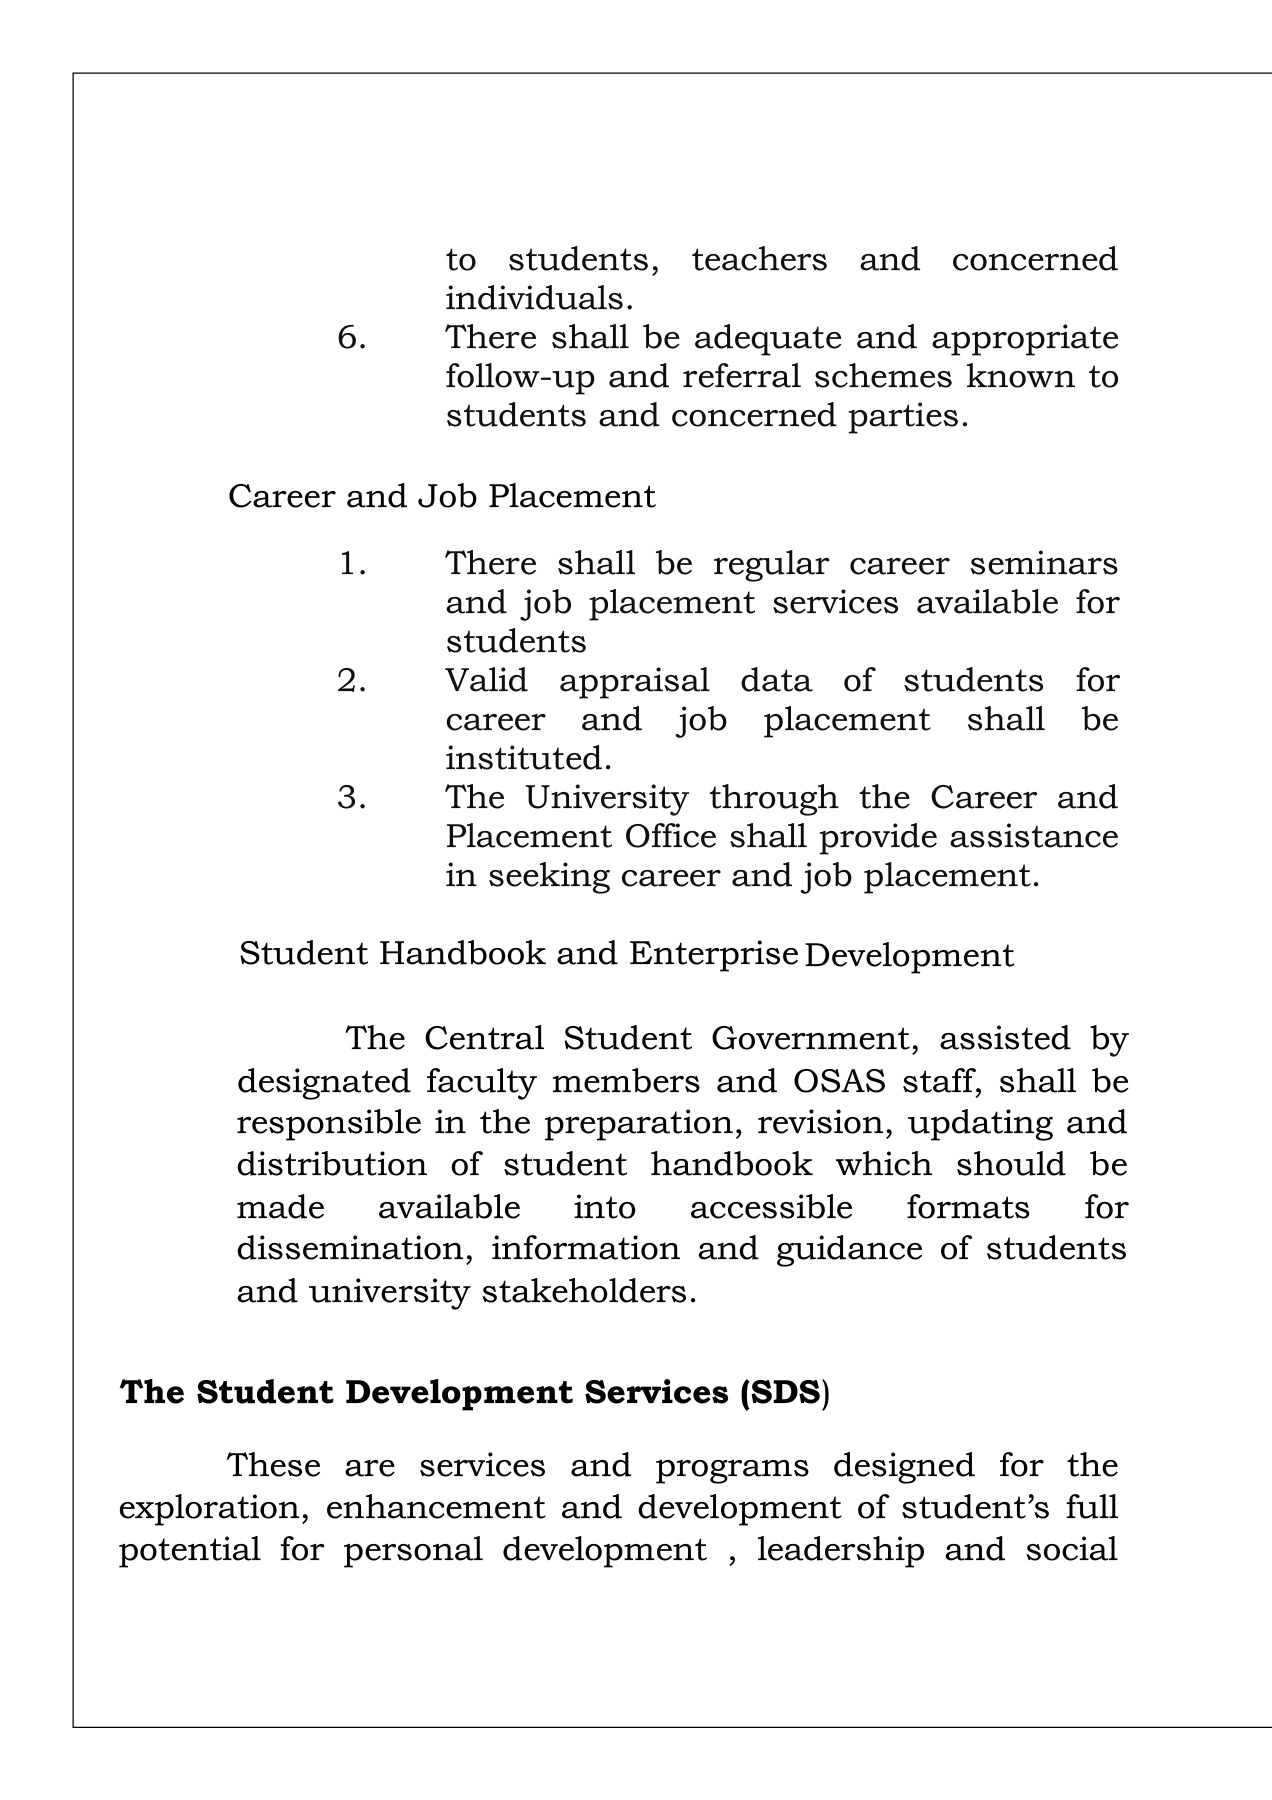 to students, teachers and concerned
individuals.
6. There shall be adequate and appropriate
follow-up and referral schemes known to
students and concerned parties.
Career and Job Placement
1. There shall be regular career seminars
and job placement services available for
students
2. Valid appraisal data of students for
career and job placement shall be
instituted.
3. The University through the Career and
Placement Office shall provide assistance
in seeking career and job placement.
Student Handbook and Enterprise Development
The Central Student Government, assisted by
designated faculty members and OSAS staff, shall be
responsible in the preparation, revision, updating and
distribution of student handbook which should be
made available into accessible formats for
dissemination, information and guidance of students
and university stakeholders.
The Student Development Services (SDS)
These are services and programs designed for the
exploration, enhancement and development of student’s full
potential for personal development , leadership and social